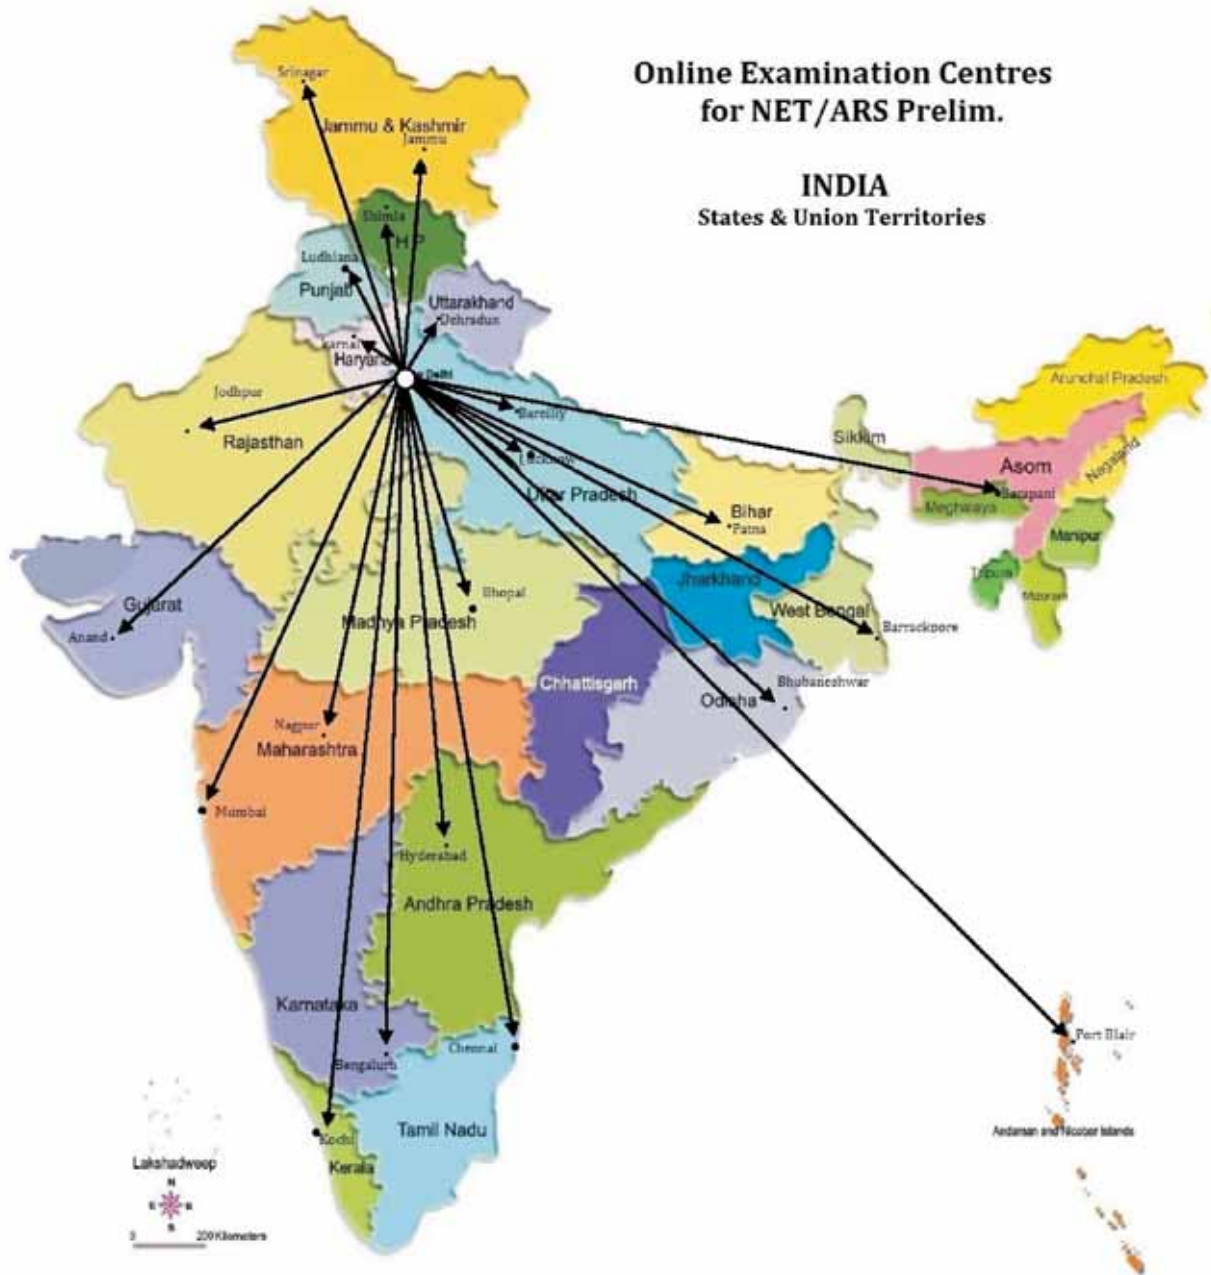 Online Examination Centres
for NET/ARS Prelim.
INDIA
States & Union Territories
Srinagar
Jammu & Kashmir
Jammu
Shimla
H P
Ludhiana
Punjab
Uttarakhand
Dehradun
karnal
Haryana
Delhi
Jodhpur
Rajasthan
Bareilly
Lucknow
Uttar Pradesh
Sikkim
Arunchal Pradesh
Asom
Nagaland
Barapani
Meghlaya
Manipur
Tripura
Mizoram
Bihar
Patna
Jharkhand
West Bengal
Barrackpore
Gujurat
Anand
Bhopal
Madhya Pradesh
Chhattisgarh
Bhubaneshwar
Odisha
Nagpur
Maharashtra
Mumbai
Hyderabad
Andhra Pradesh
Karnataka
Bengaluru
Chennai
Port Blair
Andaman and Nicobar Islands
Kochi
Tamil Nadu
Kerala
Lakshadweep
N
S
0 200 Kilometers